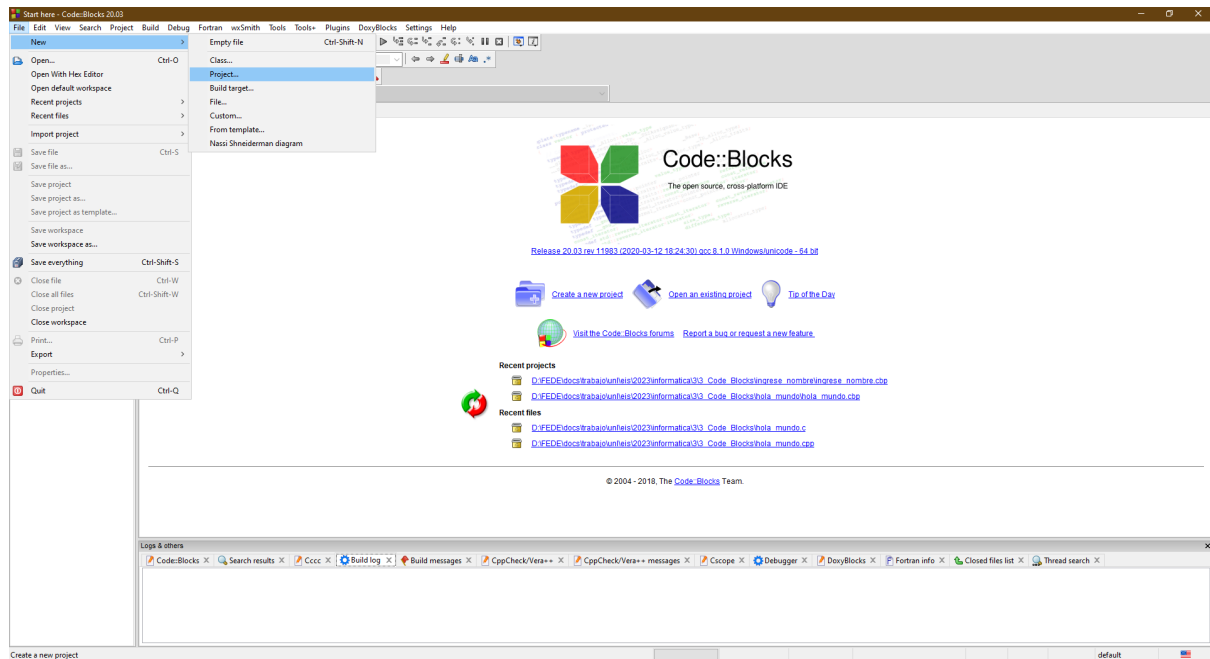 Start here - Code::Blocks 20.03
File Edit View Search Project Build Debug Fortran wxSmith Tools Tools+ Plugins DoxyBlocks Settings Help
New
Open... Ctrl-O
Open With Hex Editor
Open default workspace
Recent projects
Recent files
Import project
Save file Ctrl-S
Save file as...
Save project
Save project as...
Save project as template...
Save workspace
Save workspace as...
Save everything Ctrl-Shift-S
Close file Ctrl-W
Close all files Ctrl-Shift-W
Close project
Close workspace
Print... Ctrl-P
Export
Properties...
Quit Ctrl-Q
Empty file Ctrl-Shift-N
Class...
Project...
Build target...
File...
Custom...
From template...
Nassi Shneiderman diagram
Code::Blocks
The open source, cross-platform IDE
Release 20.03 rev 11983 (2020-03-12 18:24:30) gcc 8.1.0 Windows/unicode - 64 bit
Create a new project Open an existing project Tip of the Day
Visit the Code::Blocks forums Report a bug or request a new feature
Recent projects
D:\FEDE\docs\trabajo\unl\eis\2023\informatica\3\3_Code_Blocks\ingrese_nombre\ingrese_nombre.cbp
D:\FEDE\docs\trabajo\unl\eis\2023\informatica\3\3_Code_Blocks\hola_mundo\hola_mundo.cbp
Recent files
D:\FEDE\docs\trabajo\unl\eis\2023\informatica\3\3_Code_Blocks\hola_mundo.c
D:\FEDE\docs\trabajo\unl\eis\2023\informatica\3\3_Code_Blocks\hola_mundo.cpp
© 2004 - 2018, The Code::Blocks Team.
Logs & others
Code::Blocks Search results Cccc Build log Build messages CppCheck/Vera++ CppCheck/Vera++ messages Cscope Debugger DoxyBlocks Fortran info Closed files list Thread search
Create a new project default